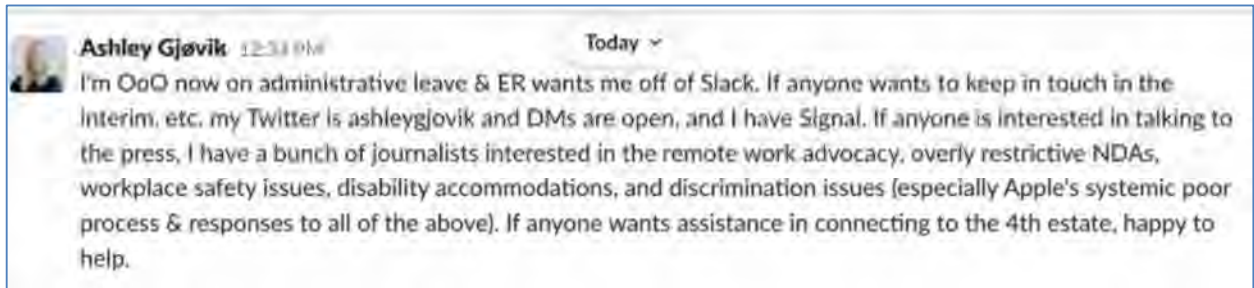 Ashley Gjøvik 12:33 PM Today
I'm OoO now on administrative leave & ER wants me off of Slack. If anyone wants to keep in touch in the
interim, etc. my Twitter is ashleygjovik and DMs are open, and I have Signal. If anyone is interested in talking to
the press, I have a bunch of journalists interested in the remote work advocacy, overly restrictive NDAs,
workplace safety issues, disability accommodations, and discrimination issues (especially Apple's systemic poor
process & responses to all of the above). If anyone wants assistance in connecting to the 4th estate, happy to
help.